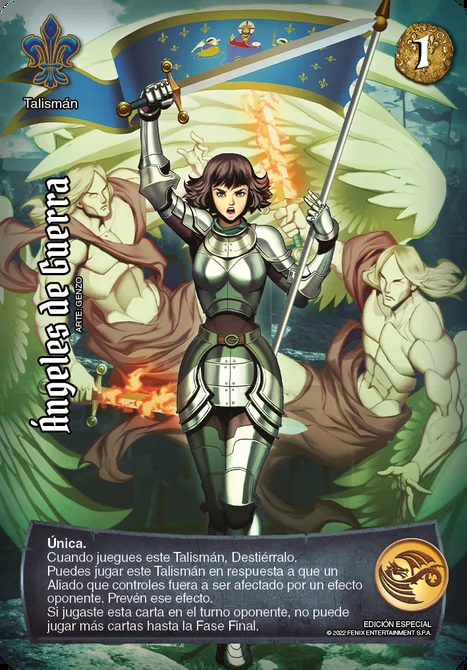 Talismán
1
Ángeles de Guerra
ARTE: GENZO
Única.
Cuando juegues este Talismán, Destiérralo.
Puedes jugar este Talismán en respuesta a que un
Aliado que controles fuera a ser afectado por un efecto
oponente. Prevén ese efecto.
Si jugaste esta carta en el turno oponente, no puede
jugar más cartas hasta la Fase Final.
EDICIÓN ESPECIAL
© 2022 FENIX ENTERTAINMENT S.P.A.